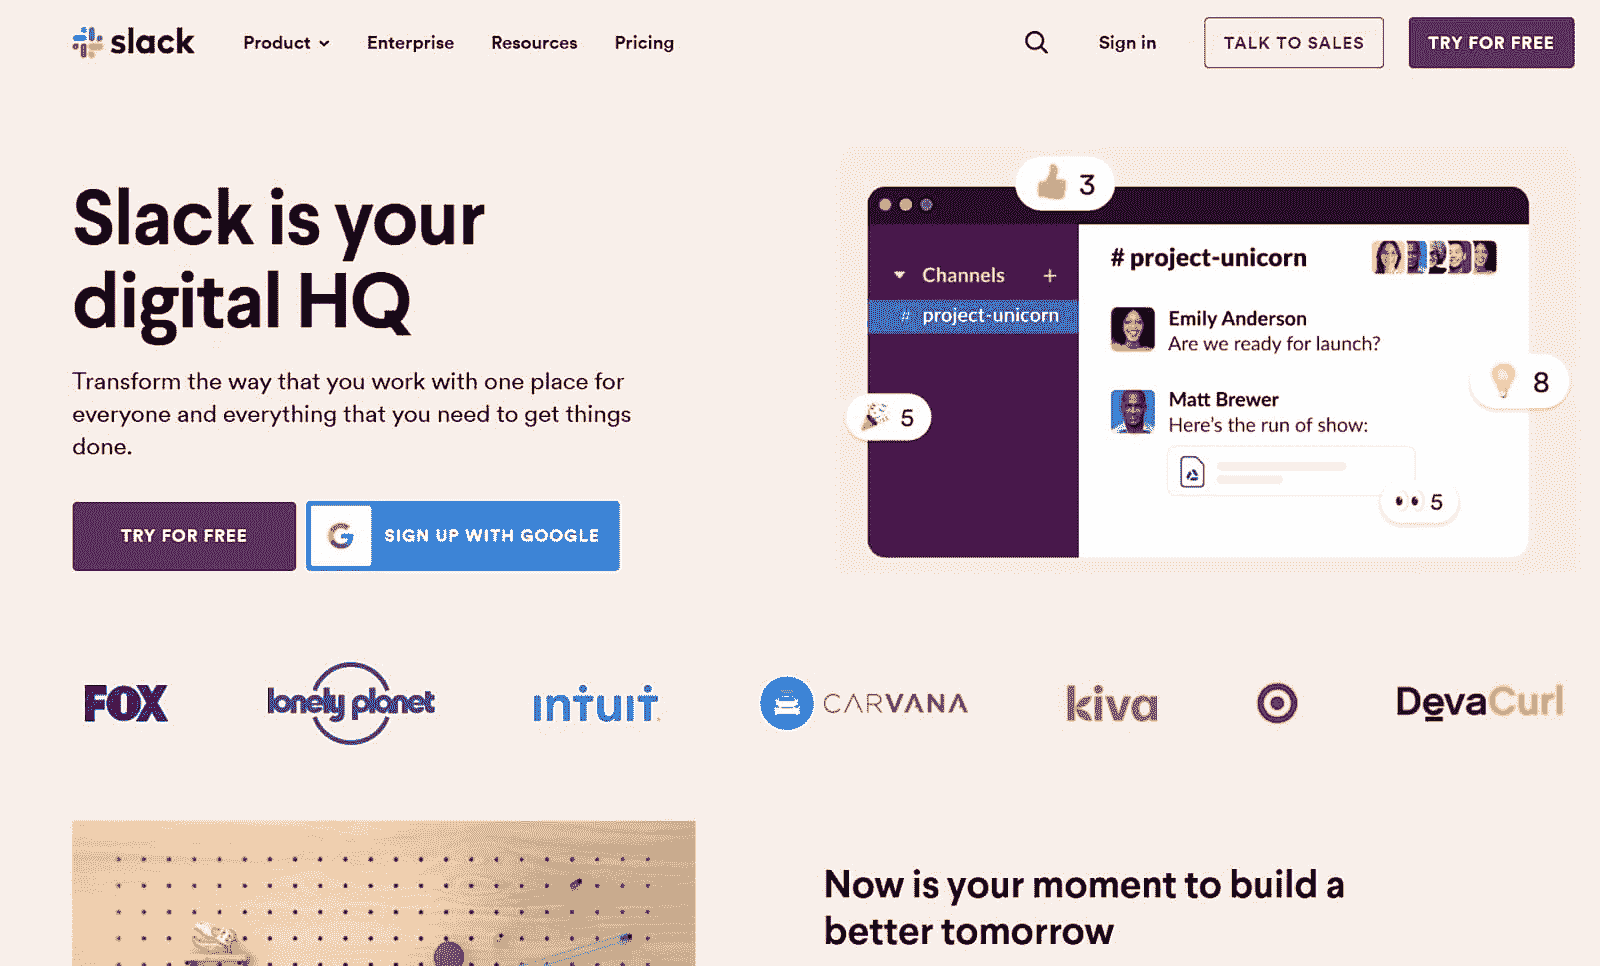 slack
Product
Enterprise
Resources
Pricing
Sign in
TALK TO SALES
TRY FOR FREE
Slack is your
digital HQ
Transform the way that you work with one place for
everyone and everything that you need to get things
done.
TRY FOR FREE
G SIGN UP WITH GOOGLE
3
Channels +
# project-unicorn
# project-unicorn
Emily Anderson
Are we ready for launch?
Matt Brewer
Here's the run of show:
8
5
5
FOX
lonely planet
intuit
CARVANA
kiva
DevaCurl
Now is your moment to build a
better tomorrow